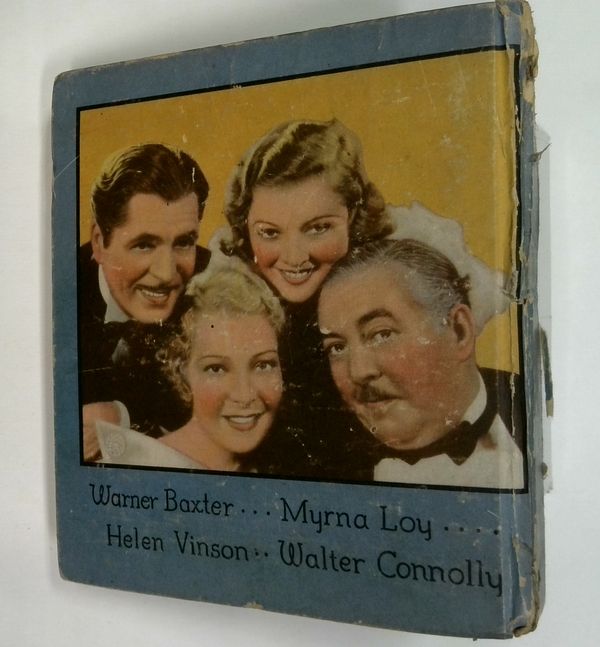 Warner Baxter ... Myrna Loy ....
Helen Vinson .. Walter Connolly